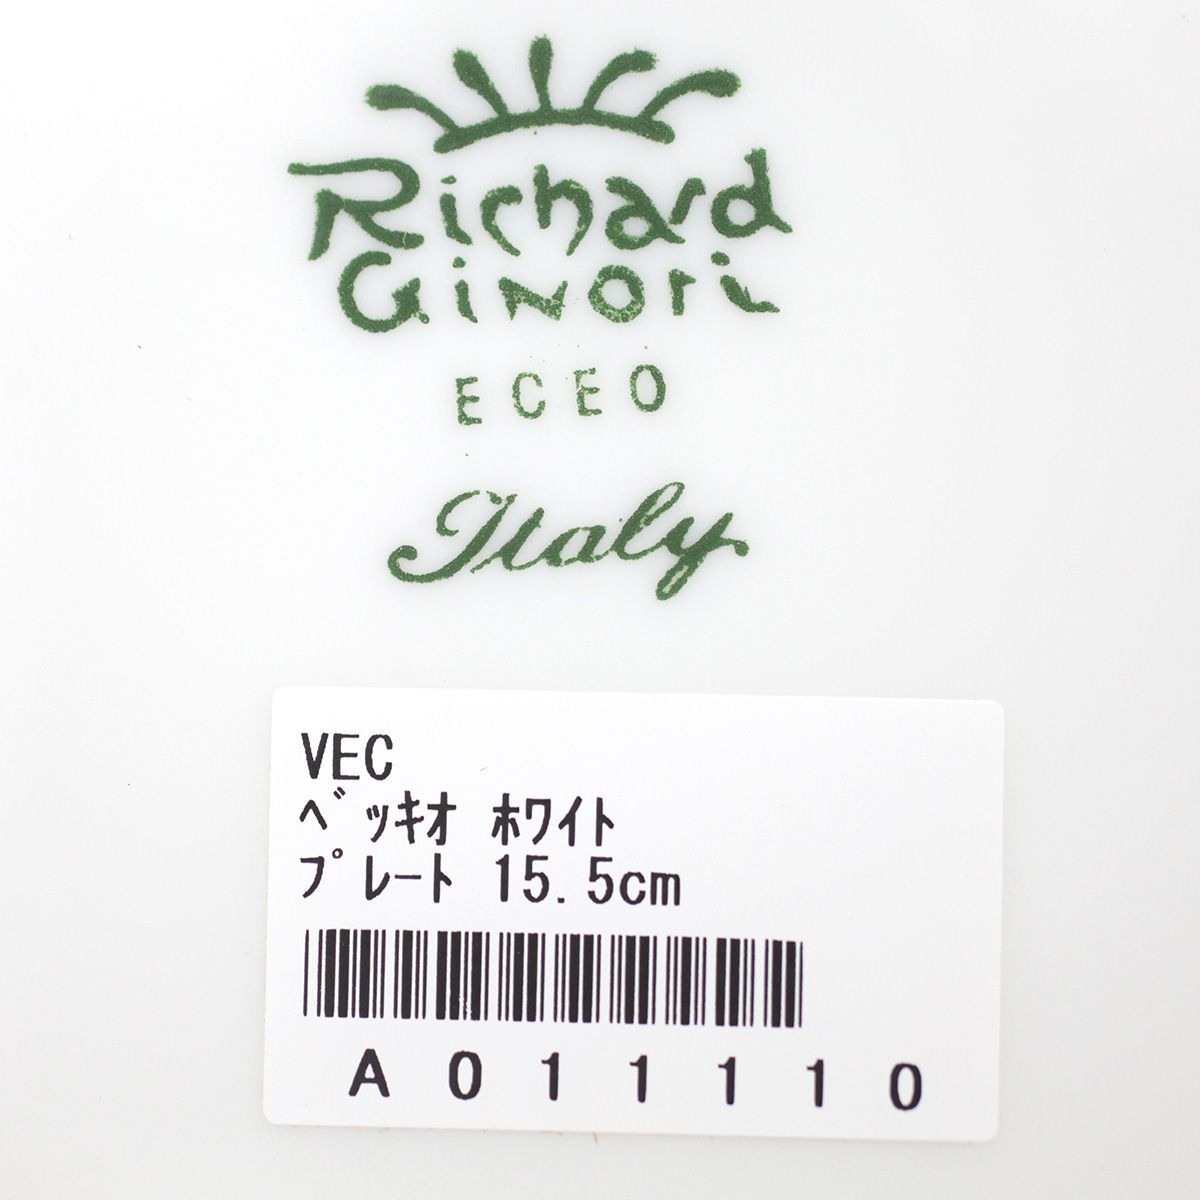 Richard
Ginori
ECEO
Italy
VEC
ﾍﾞｯｷｵ ﾎﾜｲﾄ
ﾌﾟﾚｰﾄ 15.5cm
A011110